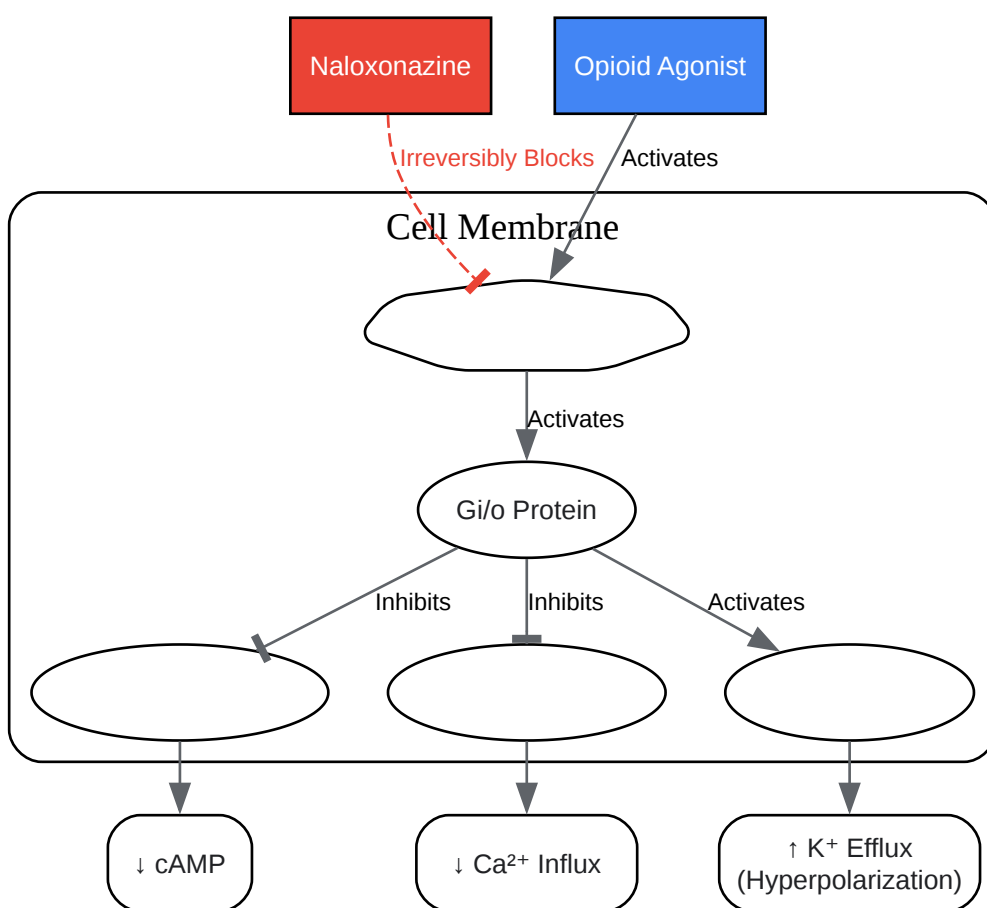 Naloxonazine
Opioid Agonist
Irreversibly Blocks
Activates
Cell Membrane
Activates
Gi/o Protein
Inhibits
Inhibits
Activates
↓ cAMP
↓ Ca²⁺ Influx
↑ K⁺ Efflux
(Hyperpolarization)